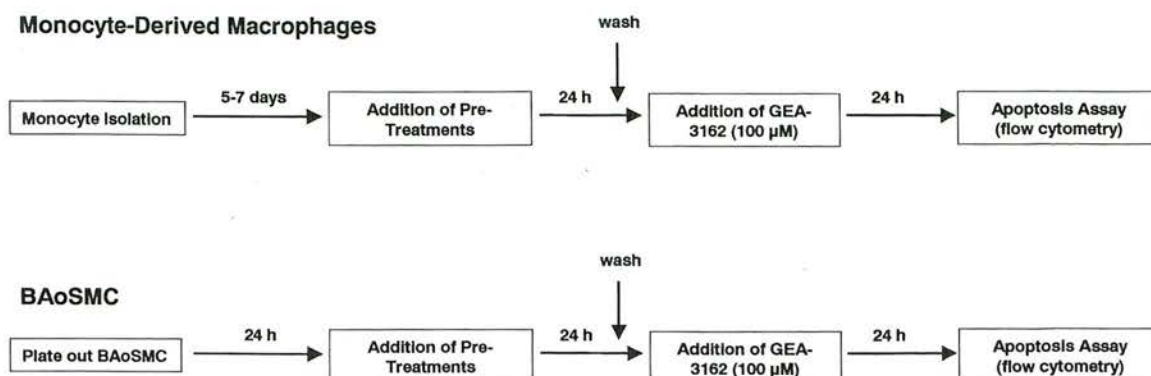 Monocyte-Derived Macrophages
wash
5-7 days
24 h
24 h
Monocyte Isolation
Addition of Pre-
Treatments
Addition of GEA-
3162 (100 µM)
Apoptosis Assay
(flow cytometry)
wash
BAoSMC
24 h
24 h
24 h
Plate out BAoSMC
Addition of Pre-
Treatments
Addition of GEA-
3162 (100 µM)
Apoptosis Assay
(flow cytometry)